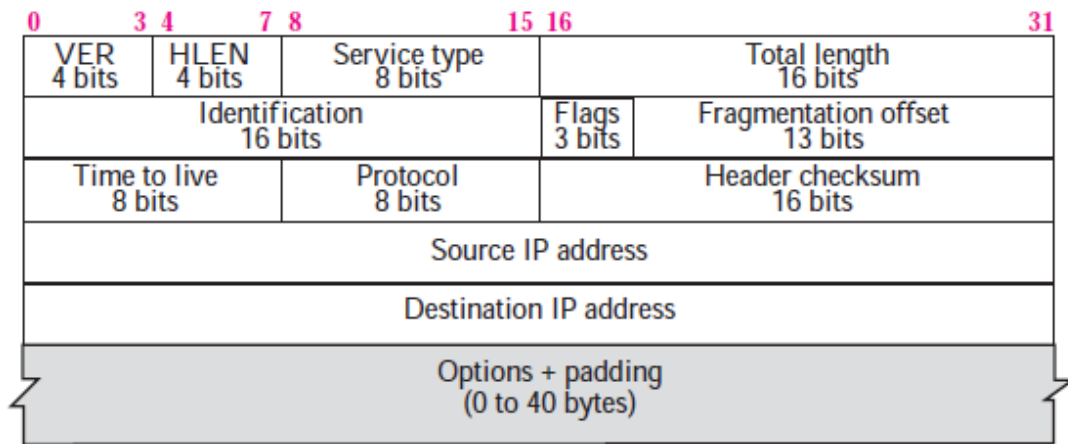 0 3 4 7 8 15 16 31
VER HLEN Service type Total length
4 bits 4 bits 8 bits 16 bits
Identification Flags Fragmentation offset
16 bits 3 bits 13 bits
Time to live Protocol Header checksum
8 bits 8 bits 16 bits
Source IP address
Destination IP address
Options + padding
(0 to 40 bytes)